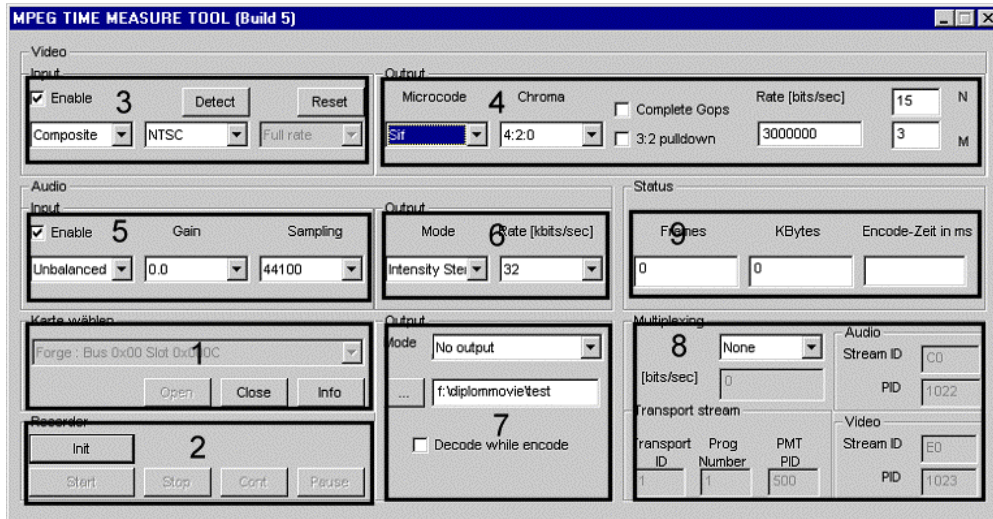 MPEG TIME MEASURE TOOL (Build 5)
Video
Input
Enable
3
Detect
Reset
Composite
NTSC
Full rate
Output
Microcode
4
Chroma
Complete Gops
Rate [bits/sec]
15
N
Sif
4:2:0
3:2 pulldown
3000000
3
M
Audio
Input
Enable
5
Gain
Sampling
Unbalanced
0.0
44100
Output
Mode
6
Rate [kbits/sec]
Intensity Ster
32
Status
Frames
9
KBytes
Encode-Zeit in ms
0
0
Karte wählen
Forge : Bus 0x00 Slot 0x000C
1
Open
Close
Info
Recorder
Init
2
Start
Stop
Cont
Pause
Output
Mode
No output
...
f:\diplommovie\test
7
Decode while encode
Multiplexing
8
None
[bits/sec]
0
Transport stream
Transport ID
Prog Number
PMT PID
1
1
500
Audio
Stream ID
C0
PID
1022
Video
Stream ID
E0
PID
1023